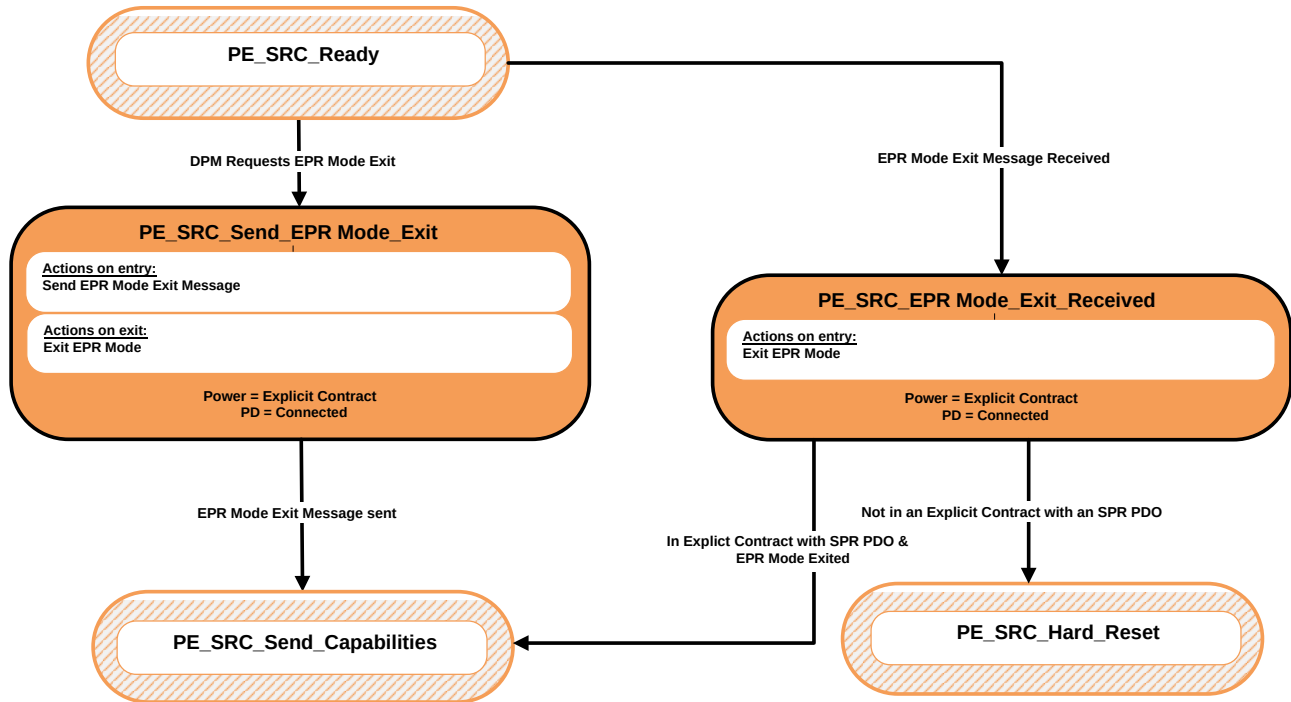 PE_SRC_Ready
DPM Requests EPR Mode Exit
EPR Mode Exit Message Received
PE_SRC_Send_EPR Mode_Exit
Actions on entry:
Send EPR Mode Exit Message
Actions on exit:
Exit EPR Mode
Power = Explicit Contract
PD = Connected
PE_SRC_EPR Mode_Exit_Received
Actions on entry:
Exit EPR Mode
Power = Explicit Contract
PD = Connected
EPR Mode Exit Message sent
In Explict Contract with SPR PDO &
EPR Mode Exited
Not in an Explicit Contract with an SPR PDO
PE_SRC_Send_Capabilities
PE_SRC_Hard_Reset